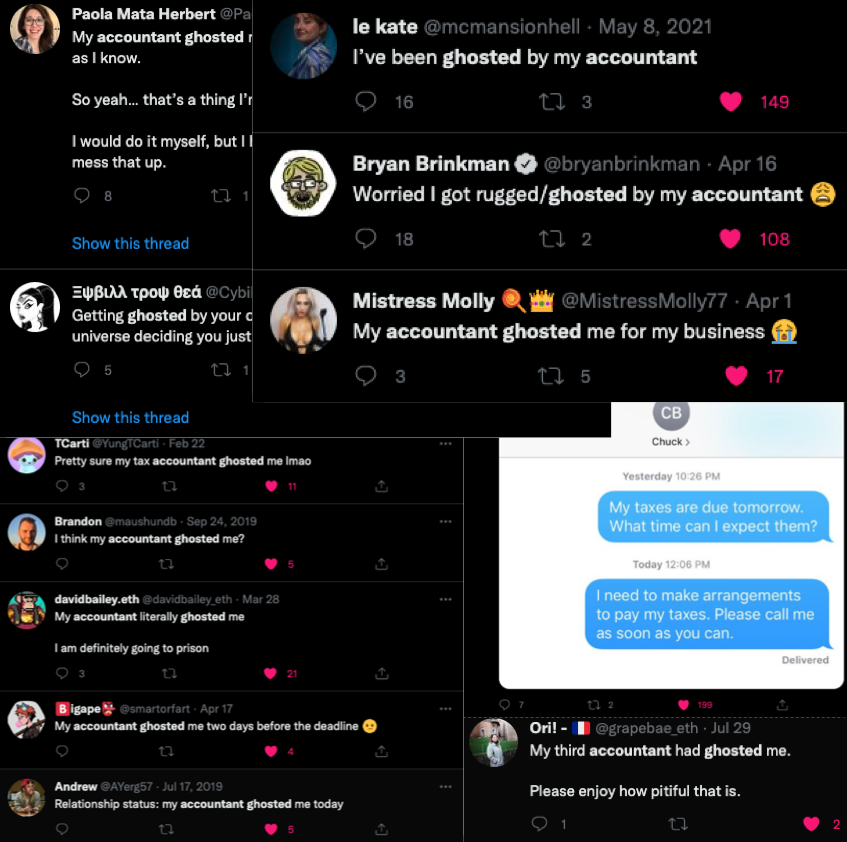 Paola Mata Herbert @Pa
My accountant ghosted
as I know.
So yeah... that's a thing I'
I would do it myself, but I
mess that up.
8 1
Show this thread
Ξψβιλλ τροψ θεά @Cybi
Getting ghosted by your
universe deciding you just
5 1
Show this thread
le kate @mcmansionhell · May 8, 2021
I've been ghosted by my accountant
16 3 149
Bryan Brinkman @bryanbrinkman · Apr 16
Worried I got rugged/ghosted by my accountant 😩
18 2 108
Mistress Molly 🍭👑 @MistressMolly77 · Apr 1
My accountant ghosted me for my business 😭
3 5 17
TCarti @YungTCarti · Feb 22
Pretty sure my tax accountant ghosted me lmao
3 11
Brandon @maushundb · Sep 24, 2019
I think my accountant ghosted me?
5
davidbailey.eth @davidbailey_eth · Mar 28
My accountant literally ghosted me
I am definitely going to prison
3 21
🅱️igape👺 @smartorfart · Apr 17
My accountant ghosted me two days before the deadline 😕
4
Andrew @AYerg57 · Jul 17, 2019
Relationship status: my accountant ghosted me today
5
CB
Chuck >
Yesterday 10:26 PM
My taxes are due tomorrow.
What time can I expect them?
Today 12:06 PM
I need to make arrangements
to pay my taxes. Please call me
as soon as you can.
Delivered
7 2 199
Ori! - 🇫🇷 @grapebae_eth · Jul 29
My third accountant had ghosted me.
Please enjoy how pitiful that is.
1 2